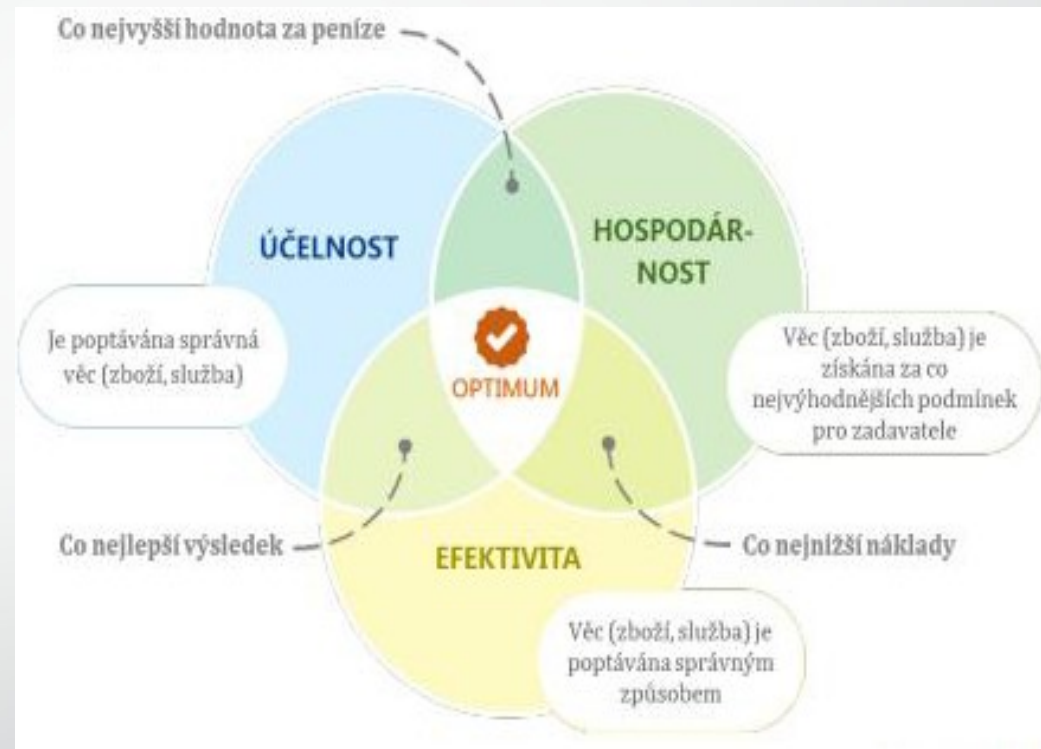 Co nejvyšší hodnota za peníze
ÚČELNOST
HOSPODÁR-
NOST
Je poptávána správná
věc (zboží, služba)
OPTIMUM
Věc (zboží, služba) je
získána za co
nejvýhodnějších podmínek
pro zadavatele
Co nejlepší výsledek
EFEKTIVITA
Co nejnižší náklady
Věc (zboží, služba) je
poptávána správným
způsobem